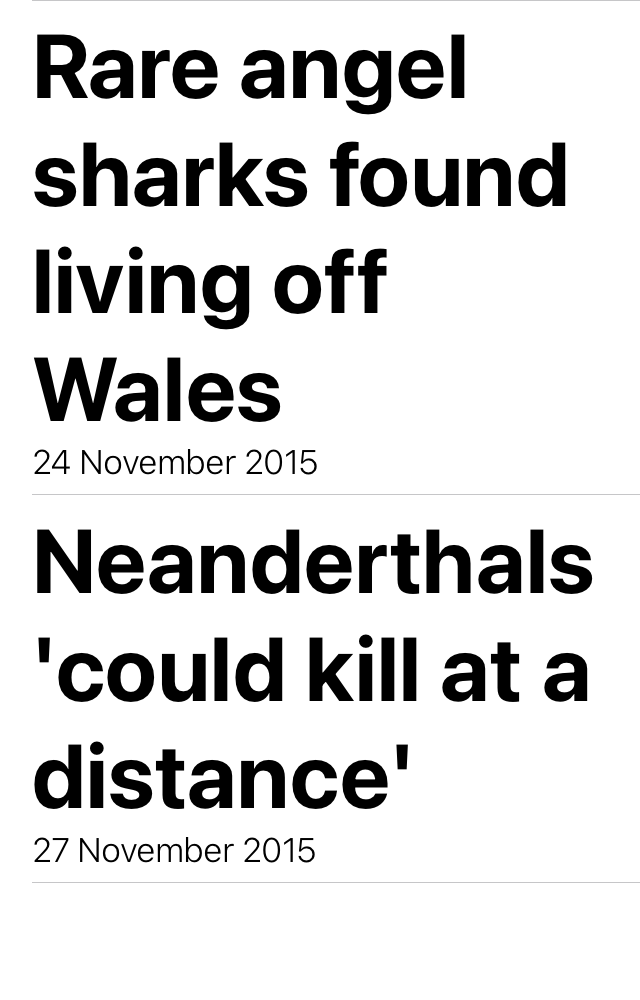 Rare angel
sharks found
living off
Wales
24 November 2015
Neanderthals
'could kill at a
distance'
27 November 2015